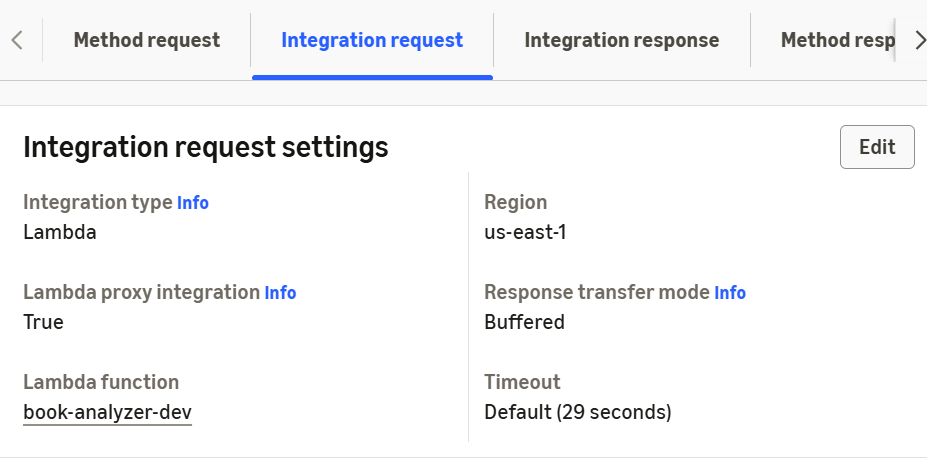 Method request
Integration request
Integration response
Method resp
Integration request settings
Edit
Integration type Info
Lambda
Region
us-east-1
Lambda proxy integration Info
True
Response transfer mode Info
Buffered
Lambda function
book-analyzer-dev
Timeout
Default (29 seconds)